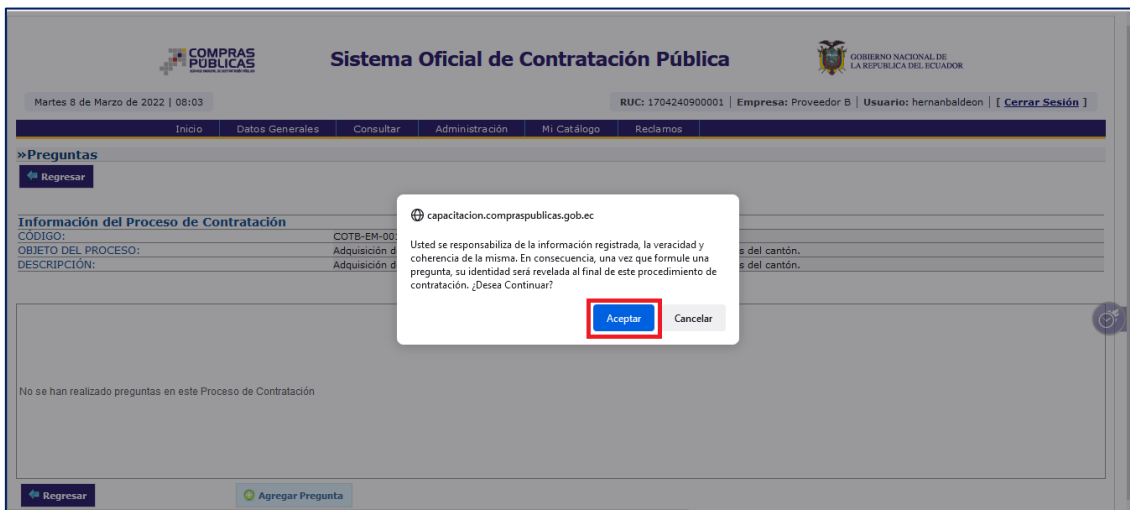 COMPRAS
PÚBLICAS
Sistema Oficial de Contratación Pública
GOBIERNO NACIONAL DE
LA REPUBLICA DEL ECUADOR
Martes 8 de Marzo de 2022 | 08:03
RUC: 1704240900001 | Empresa: Proveedor B | Usuario: hernanbaldeon | [ Cerrar Sesión ]
Inicio Datos Generales Consultar Administración Mi Catálogo Reclamos
»Preguntas
Regresar
capacitacion.compraspublicas.gob.ec
Información del Proceso de Contratación
CÓDIGO: COTB-EM-001
Usted se responsabiliza de la información registrada, la veracidad y
OBJETO DEL PROCESO: Adquisición d s del cantón.
coherencia de la misma. En consecuencia, una vez que formule una
DESCRIPCIÓN: Adquisición d s del cantón.
pregunta, su identidad será revelada al final de este procedimiento de
contratación. ¿Desea Continuar?
Aceptar Cancelar
No se han realizado preguntas en este Proceso de Contratación
Regresar Agregar Pregunta